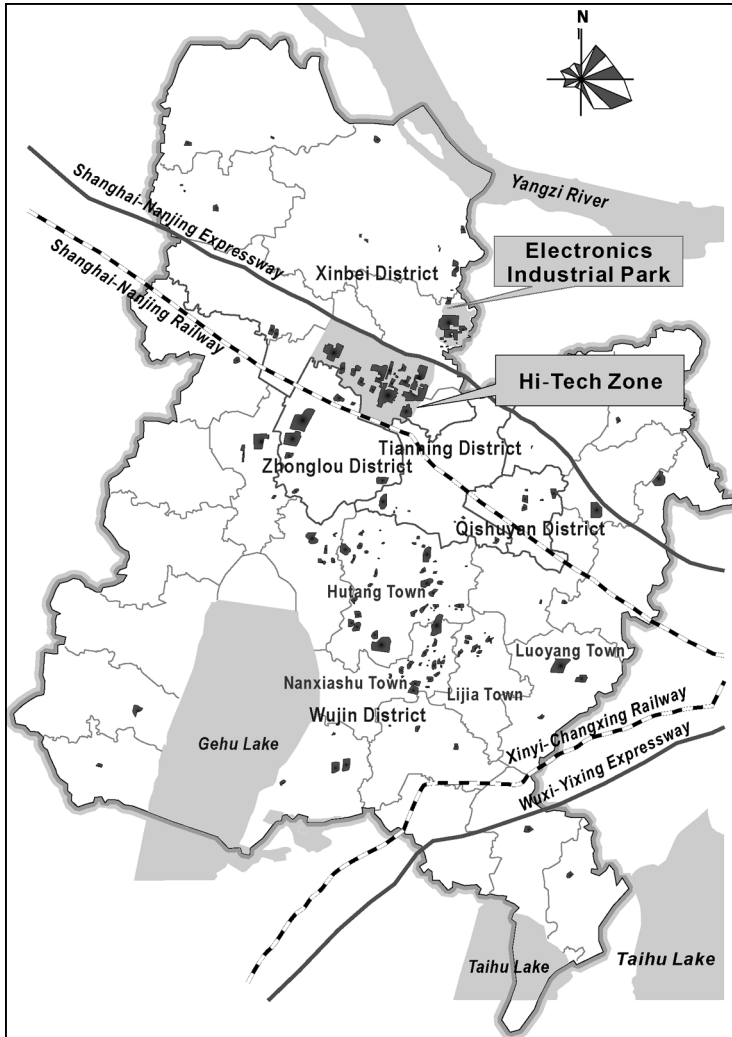 N
Yangzi River
Shanghai-Nanjing Expressway
Shanghai-Nanjing Railway
Xinbei District
Electronics
Industrial Park
Hi-Tech Zone
Tianning District
Zhonglou District
Qishuyan District
Hutang Town
Luoyang Town
Nanxiashu Town
Lijia Town
Wujin District
Gehu Lake
Xinyi-Changxing Railway
Wuxi-Yixing Expressway
Taihu Lake
Taihu Lake